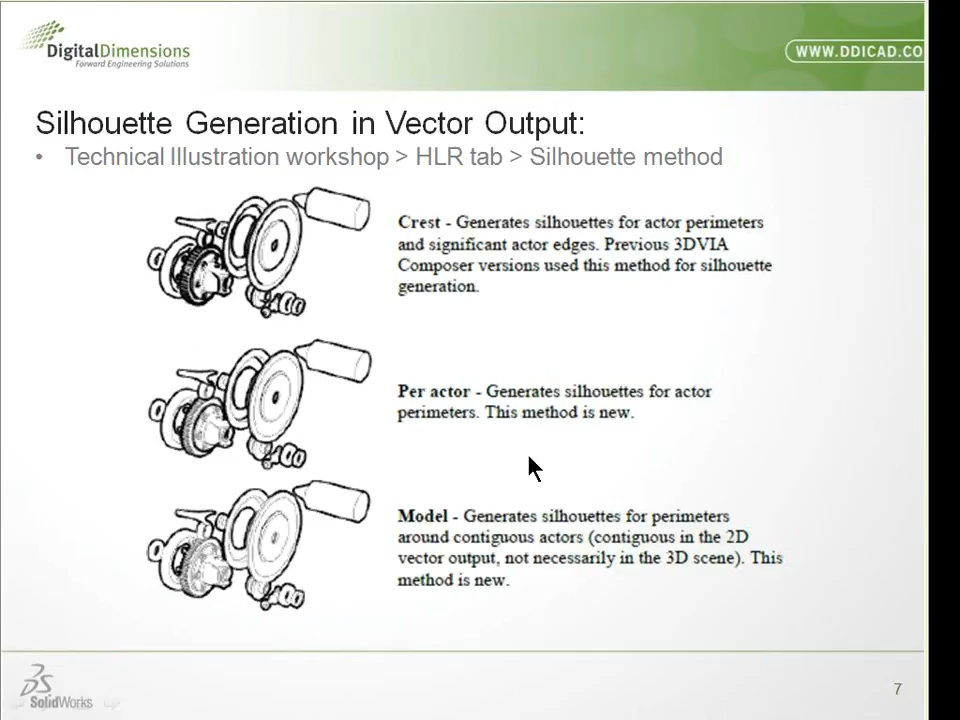 DigitalDimensions
Forward Engineering Solutions
WWW.DDICAD.CO
Silhouette Generation in Vector Output:
• Technical Illustration workshop > HLR tab > Silhouette method
Crest - Generates silhouettes for actor perimeters
and significant actor edges. Previous 3DVIA
Composer versions used this method for silhouette
generation.
Per actor - Generates silhouettes for actor
perimeters. This method is new.
Model - Generates silhouettes for perimeters
around contiguous actors (contiguous in the 2D
vector output, not necessarily in the 3D scene). This
method is new.
SolidWorks
7